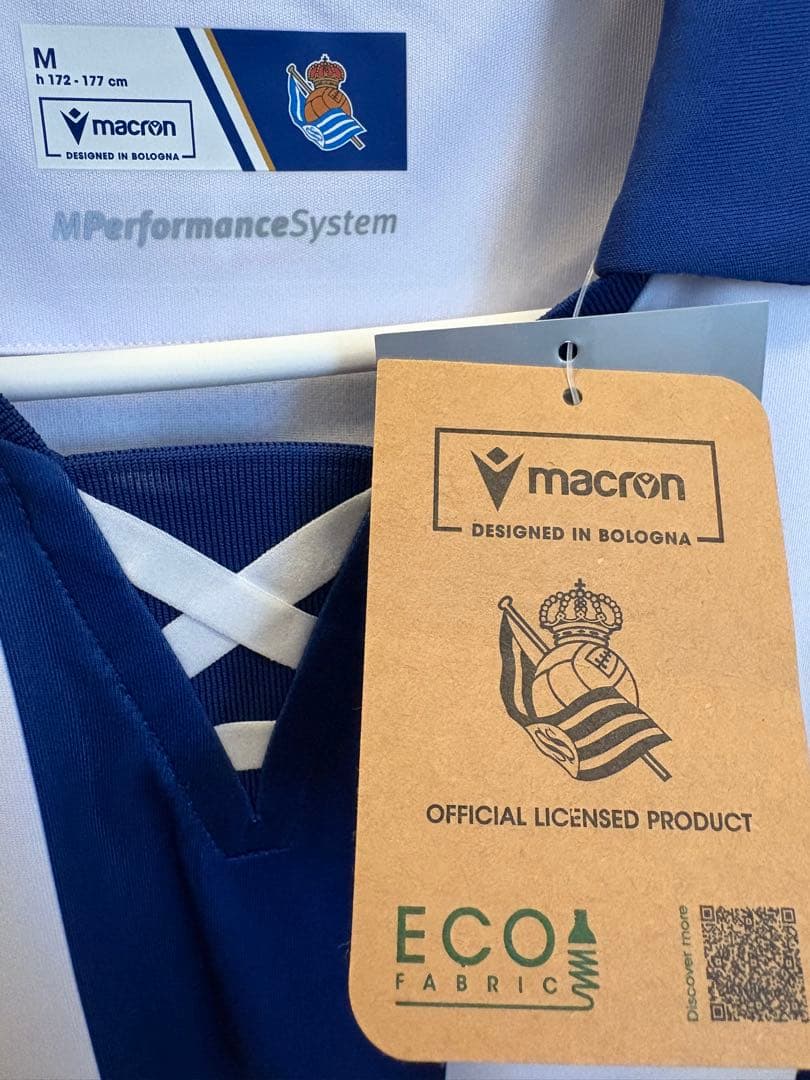 M
h 172 - 177 cm
macron
DESIGNED IN BOLOGNA
MPerformanceSystem
macron
DESIGNED IN BOLOGNA
OFFICIAL LICENSED PRODUCT
ECO
FABRIC
Discover more